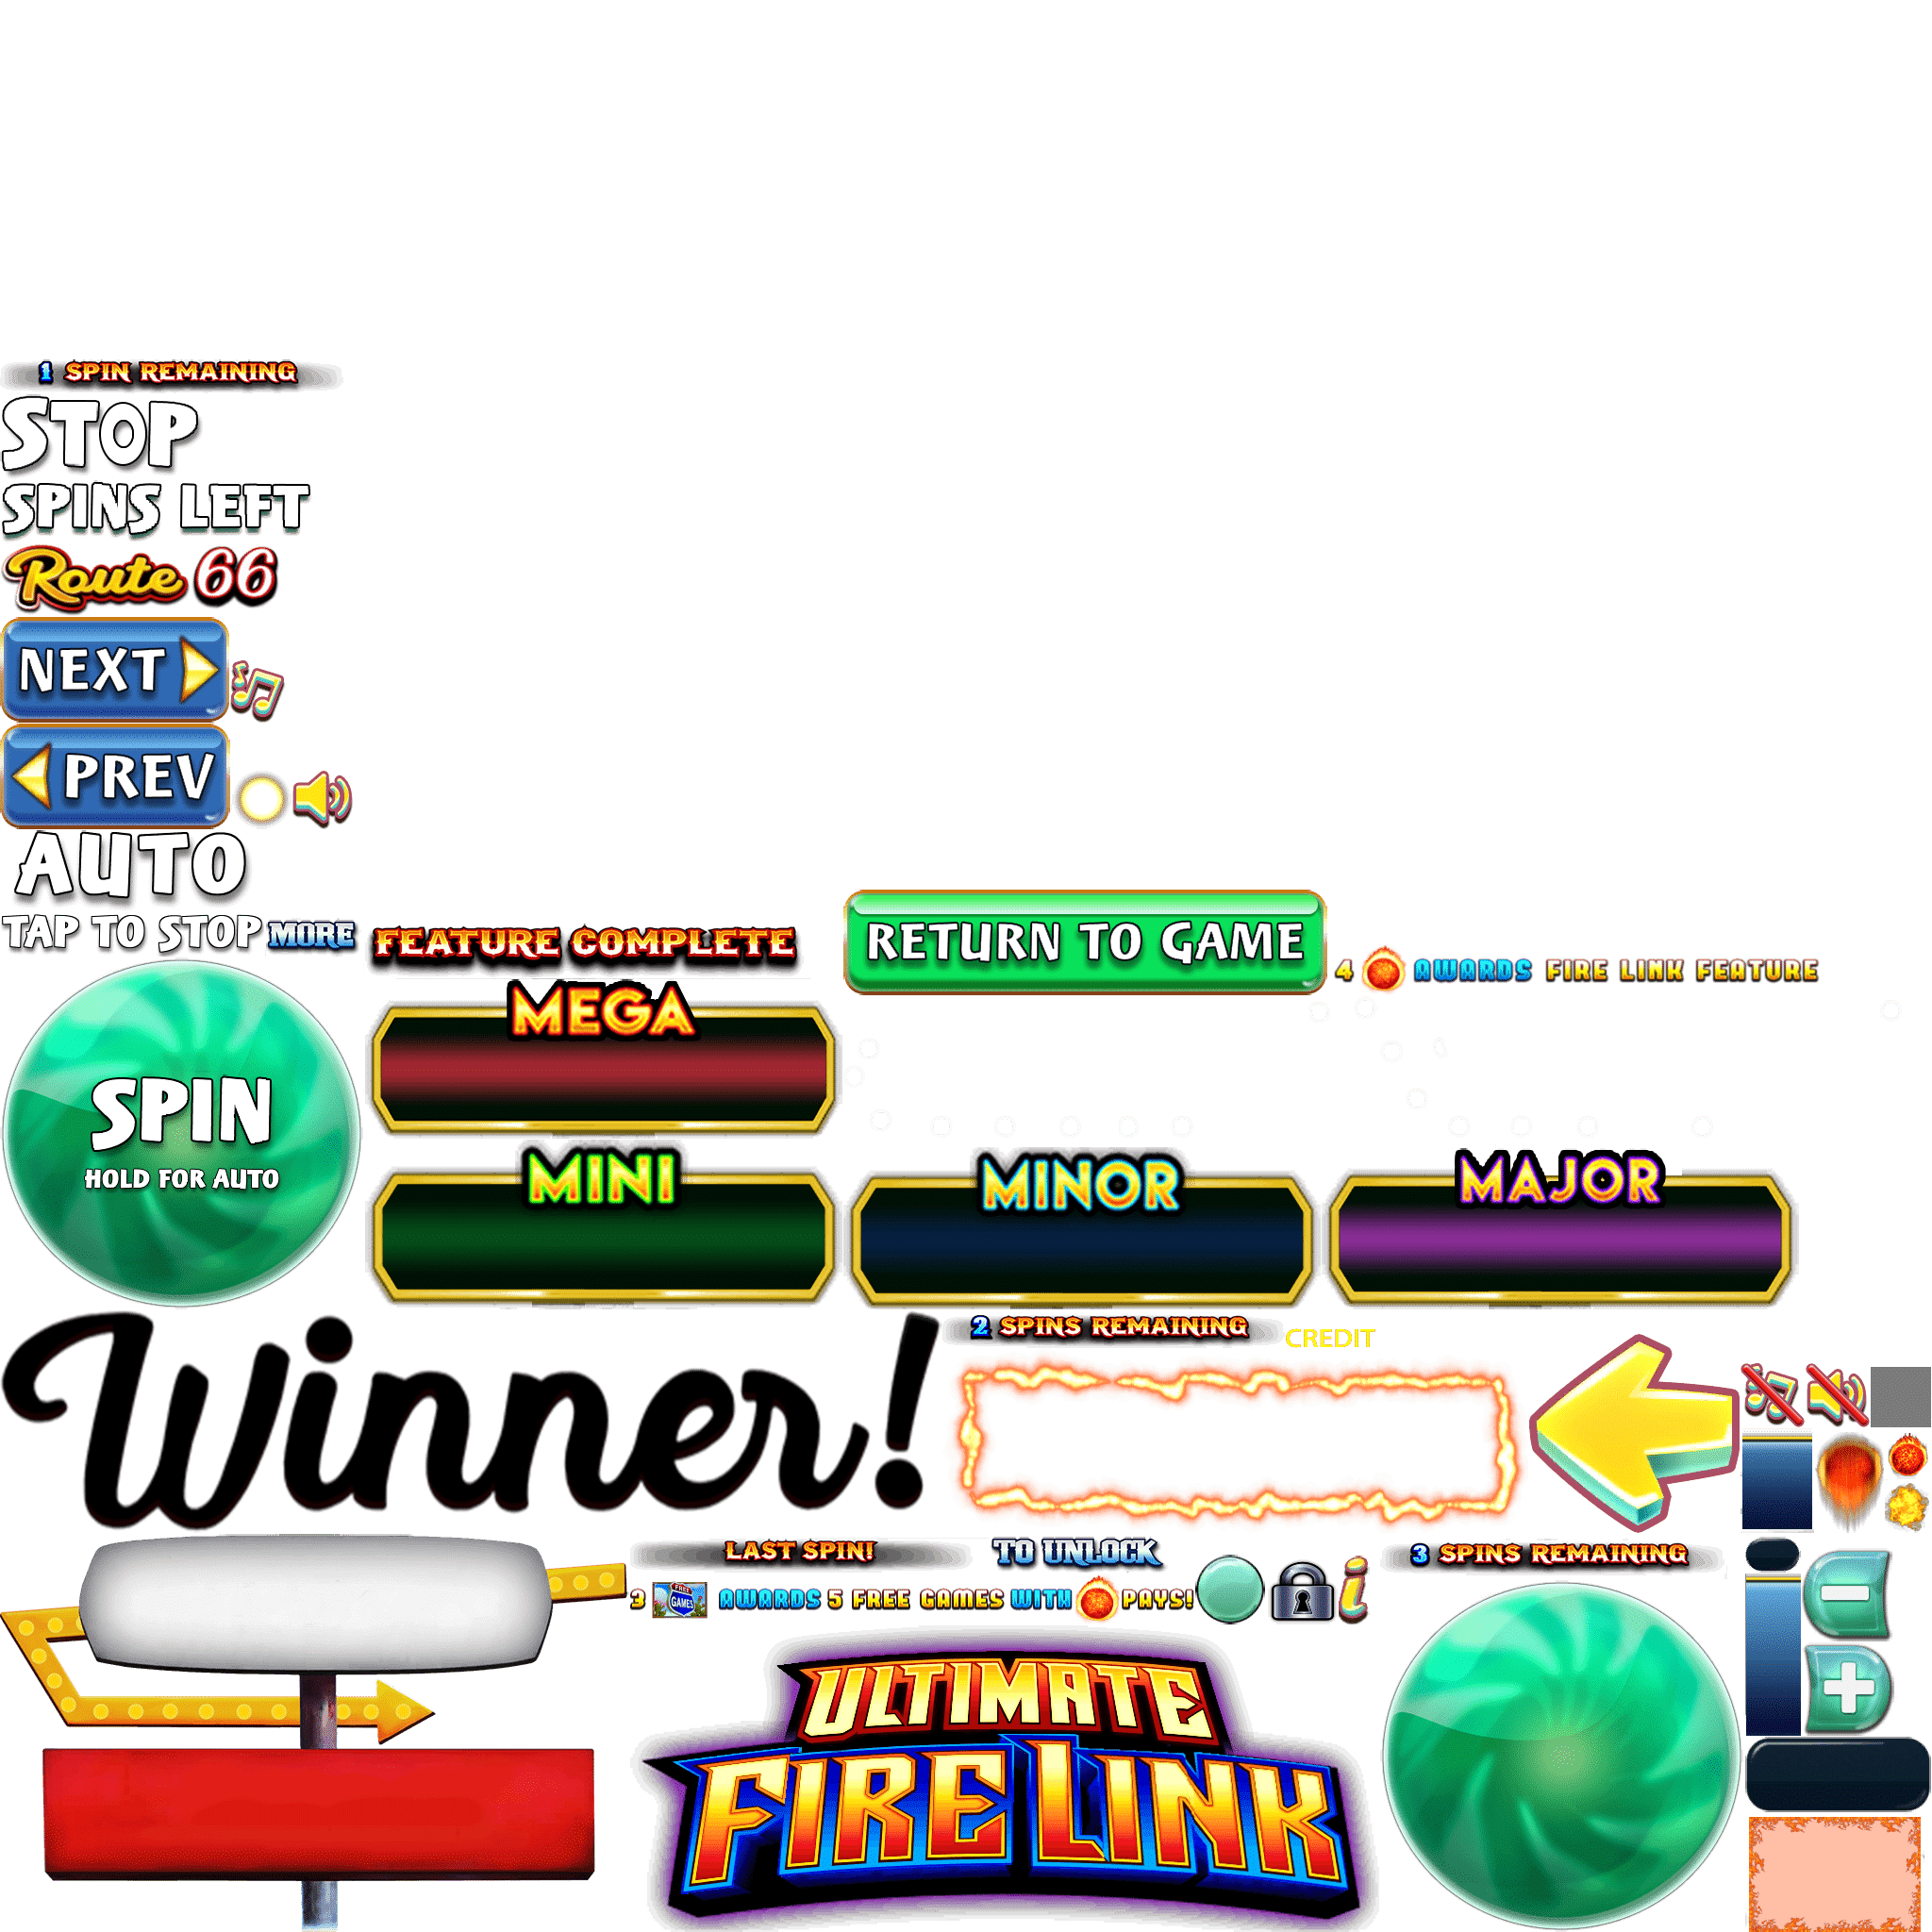 1 SPIN REMAINING
STOP
SPINS LEFT
Route 66
NEXT
PREV
AUTO
TAP TO STOP
MORE
FEATURE COMPLETE
RETURN TO GAME
4 AWARDS FIRE LINK FEATURE
MEGA
SPIN
HOLD FOR AUTO
MINI
MINOR
MAJOR
Winner!
2 SPINS REMAINING
CREDIT
LAST SPIN!
TO UNLOCK
3 SPINS REMAINING
3 FREE GAMES AWARDS 5 FREE GAMES WITH PAYS!
i
ULTIMATE
FIRE LINK